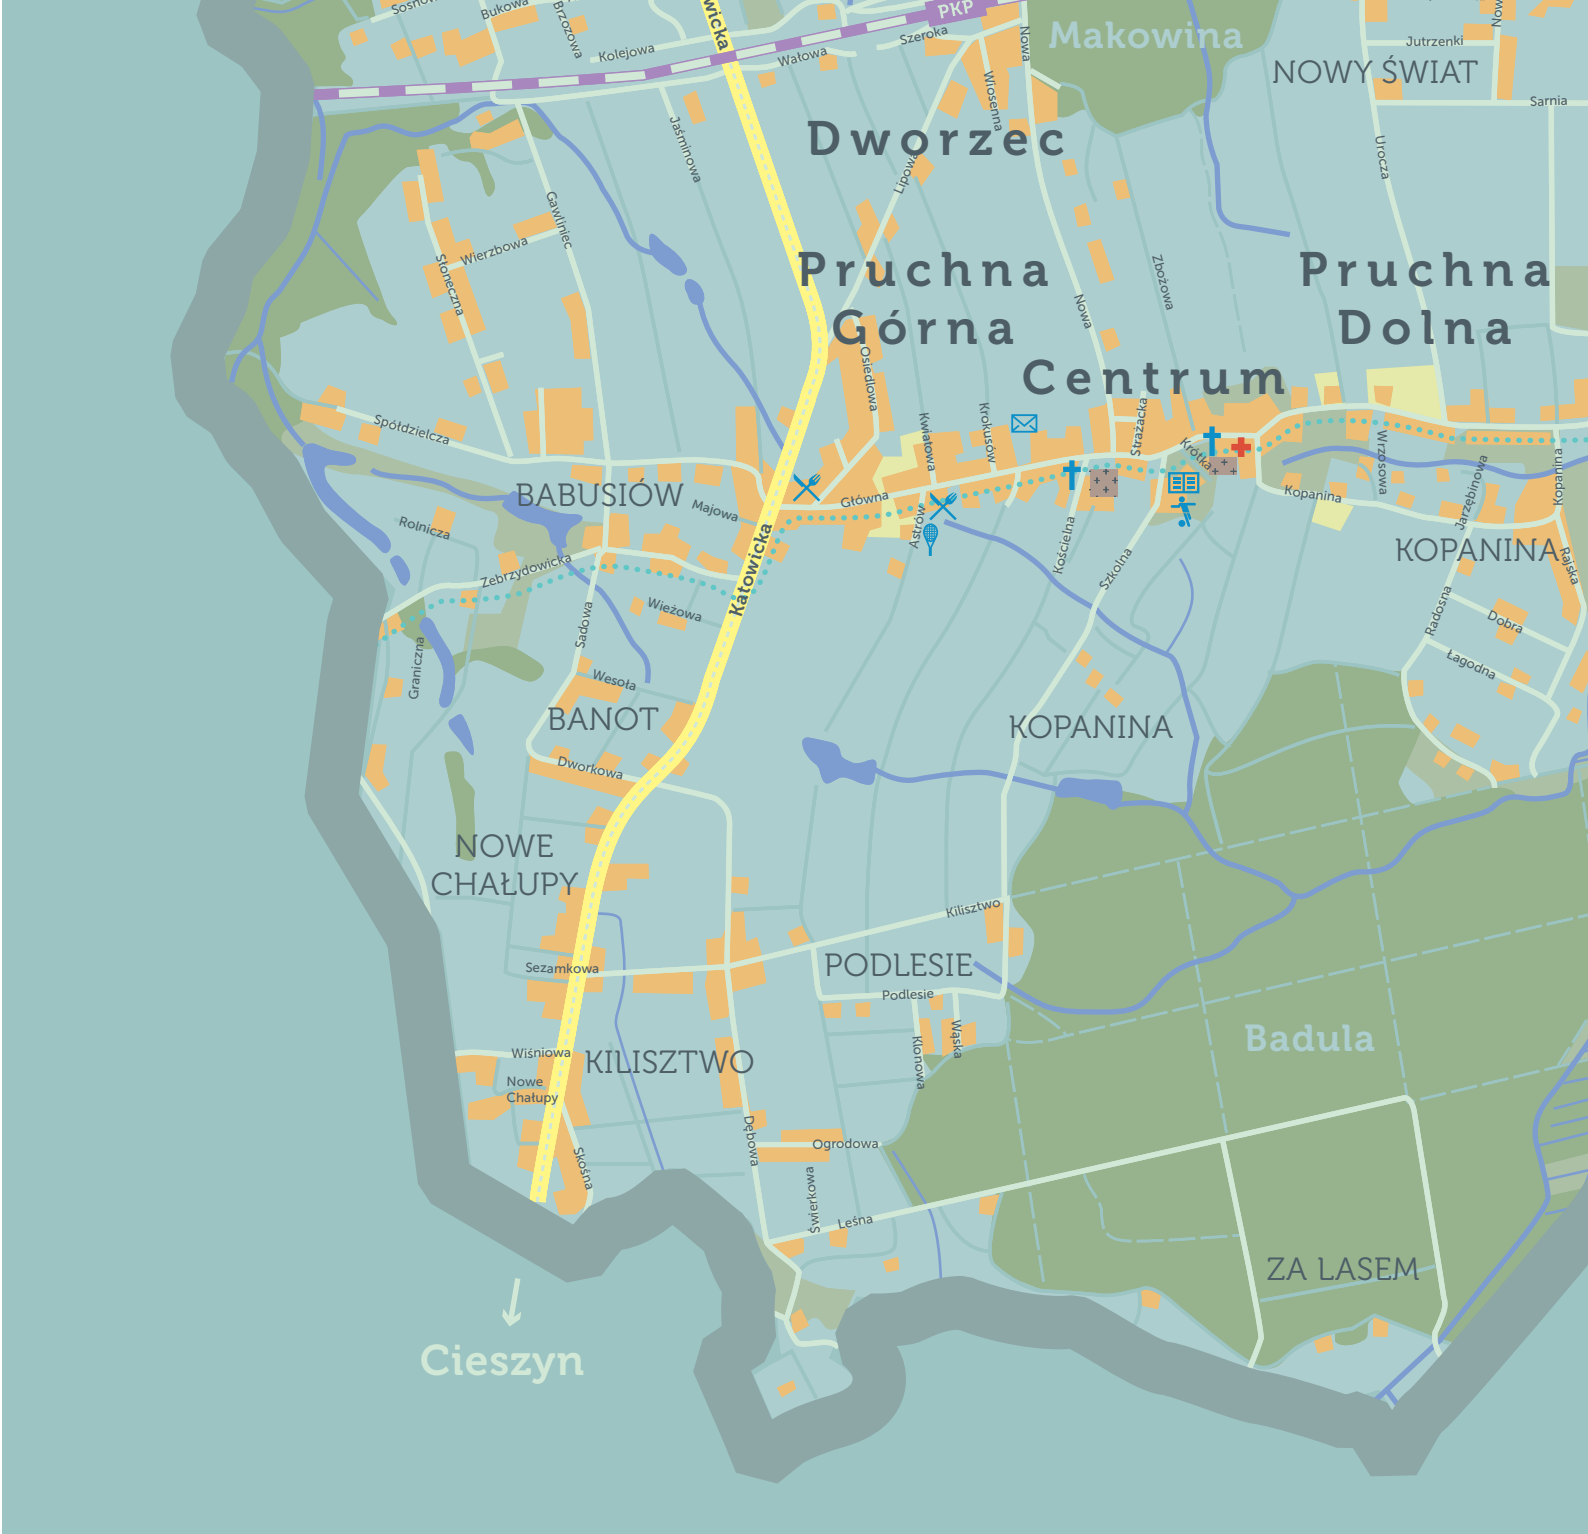 Bukowa
Brzozowa
Kolejowa
PKP
Szeroka
Wałowa
Nowa
Makowina
Jutrzenki
NOWY ŚWIAT
Sarnia
Wiosenna
Jaśminowa
Dworzec
Lipowa
Urocza
Gawliniec
Wierzbowa
Słoneczna
Pruchna
Górna
Pruchna
Dolna
Zbożowa
Nowa
Osiedlowa
Centrum
Spółdzielcza
Kwiatowa
Krokusów
Strażacka
Krótka
Wrzosowa
Kopanina
Jarzębinowa
Kopanina
BABUSIÓW
Majowa
Główna
Astrów
Rolnicza
Zebrzydowicka
Katowicka
Kościelna
Szkolna
KOPANINA
Rajska
Radosna
Dobra
Łagodna
Wieżowa
Sadowa
Graniczna
Wesoła
BANOT
KOPANINA
Dworkowa
NOWE
CHAŁUPY
Kilisztwo
Sezamkowa
PODLESIE
Podlesie
Wąska
Klonowa
Badula
Wiśniowa
KILISZTWO
Nowe
Chałupy
Dębowa
Ogrodowa
Skośna
Świerkowa
Leśna
ZA LASEM
Cieszyn